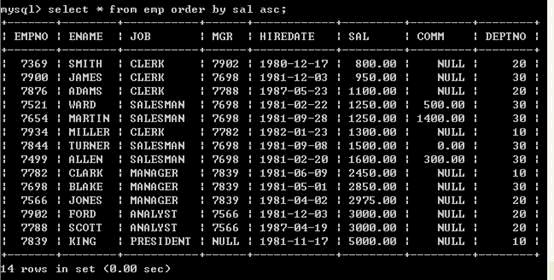 mysql> select * from emp order by sal asc;
+-------+--------+-----------+------+------------+---------+---------+--------+
| EMPNO | ENAME | JOB | MGR | HIREDATE | SAL | COMM | DEPTNO |
+-------+--------+-----------+------+------------+---------+---------+--------+
| 7369 | SMITH | CLERK | 7902 | 1980-12-17 | 800.00 | NULL | 20 |
| 7900 | JAMES | CLERK | 7698 | 1981-12-03 | 950.00 | NULL | 30 |
| 7876 | ADAMS | CLERK | 7788 | 1987-05-23 | 1100.00 | NULL | 20 |
| 7521 | WARD | SALESMAN | 7698 | 1981-02-22 | 1250.00 | 500.00 | 30 |
| 7654 | MARTIN | SALESMAN | 7698 | 1981-09-28 | 1250.00 | 1400.00 | 30 |
| 7934 | MILLER | CLERK | 7782 | 1982-01-23 | 1300.00 | NULL | 10 |
| 7844 | TURNER | SALESMAN | 7698 | 1981-09-08 | 1500.00 | 0.00 | 30 |
| 7499 | ALLEN | SALESMAN | 7698 | 1981-02-20 | 1600.00 | 300.00 | 30 |
| 7782 | CLARK | MANAGER | 7839 | 1981-06-09 | 2450.00 | NULL | 10 |
| 7698 | BLAKE | MANAGER | 7839 | 1981-05-01 | 2850.00 | NULL | 30 |
| 7566 | JONES | MANAGER | 7839 | 1981-04-02 | 2975.00 | NULL | 20 |
| 7902 | FORD | ANALYST | 7566 | 1981-12-03 | 3000.00 | NULL | 20 |
| 7788 | SCOTT | ANALYST | 7566 | 1987-04-19 | 3000.00 | NULL | 20 |
| 7839 | KING | PRESIDENT | NULL | 1981-11-17 | 5000.00 | NULL | 10 |
+-------+--------+-----------+------+------------+---------+---------+--------+
14 rows in set (0.00 sec)